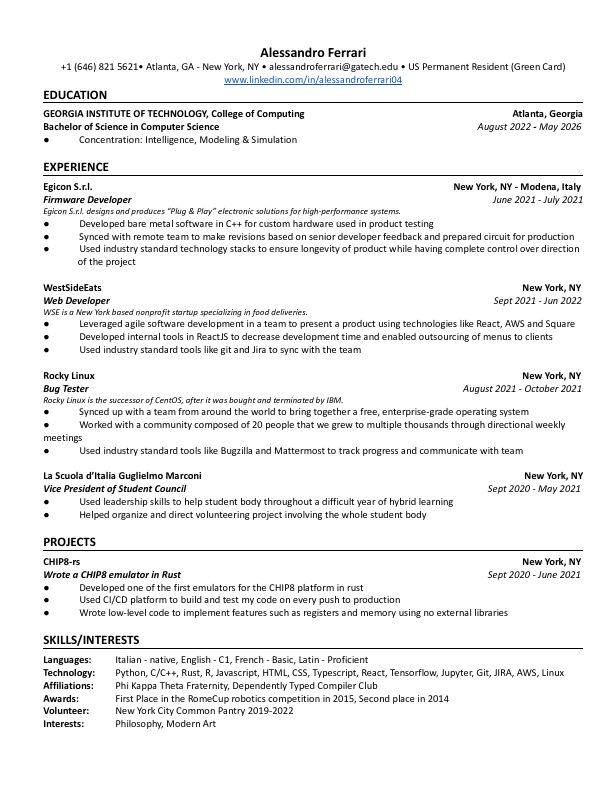 Alessandro Ferrari
+1 (646) 821 5621• Atlanta, GA - New York, NY • alessandroferrari@gatech.edu • US Permanent Resident (Green Card)
www.linkedin.com/in/alessandroferrari04
EDUCATION
GEORGIA INSTITUTE OF TECHNOLOGY, College of Computing Atlanta, Georgia
Bachelor of Science in Computer Science August 2022 - May 2026
● Concentration: Intelligence, Modeling & Simulation
EXPERIENCE
Egicon S.r.l. New York, NY - Modena, Italy
Firmware Developer June 2021 - July 2021
Egicon S.r.l. designs and produces “Plug & Play” electronic solutions for high-performance systems.
● Developed bare metal software in C++ for custom hardware used in product testing
● Synced with remote team to make revisions based on senior developer feedback and prepared circuit for production
● Used industry standard technology stacks to ensure longevity of product while having complete control over direction
of the project
WestSideEats New York, NY
Web Developer Sept 2021 - Jun 2022
WSE is a New York based nonprofit startup specializing in food deliveries.
● Leveraged agile software development in a team to present a product using technologies like React, AWS and Square
● Developed internal tools in ReactJS to decrease development time and enabled outsourcing of menus to clients
● Used industry standard tools like git and Jira to sync with the team
Rocky Linux New York, NY
Bug Tester August 2021 - October 2021
Rocky Linux is the successor of CentOS, after it was bought and terminated by IBM.
● Synced up with a team from around the world to bring together a free, enterprise-grade operating system
● Worked with a community composed of 20 people that we grew to multiple thousands through directional weekly
meetings
● Used industry standard tools like Bugzilla and Mattermost to track progress and communicate with team
La Scuola d’Italia Guglielmo Marconi New York, NY
Vice President of Student Council Sept 2020 - May 2021
● Used leadership skills to help student body throughout a difficult year of hybrid learning
● Helped organize and direct volunteering project involving the whole student body
PROJECTS
CHIP8-rs New York, NY
Wrote a CHIP8 emulator in Rust Sept 2020 - June 2021
● Developed one of the first emulators for the CHIP8 platform in rust
● Used CI/CD platform to build and test my code on every push to production
● Wrote low-level code to implement features such as registers and memory using no external libraries
SKILLS/INTERESTS
Languages: Italian - native, English - C1, French - Basic, Latin - Proficient
Technology: Python, C/C++, Rust, R, Javascript, HTML, CSS, Typescript, React, Tensorflow, Jupyter, Git, JIRA, AWS, Linux
Affiliations: Phi Kappa Theta Fraternity, Dependently Typed Compiler Club
Awards: First Place in the RomeCup robotics competition in 2015, Second place in 2014
Volunteer: New York City Common Pantry 2019-2022
Interests: Philosophy, Modern Art